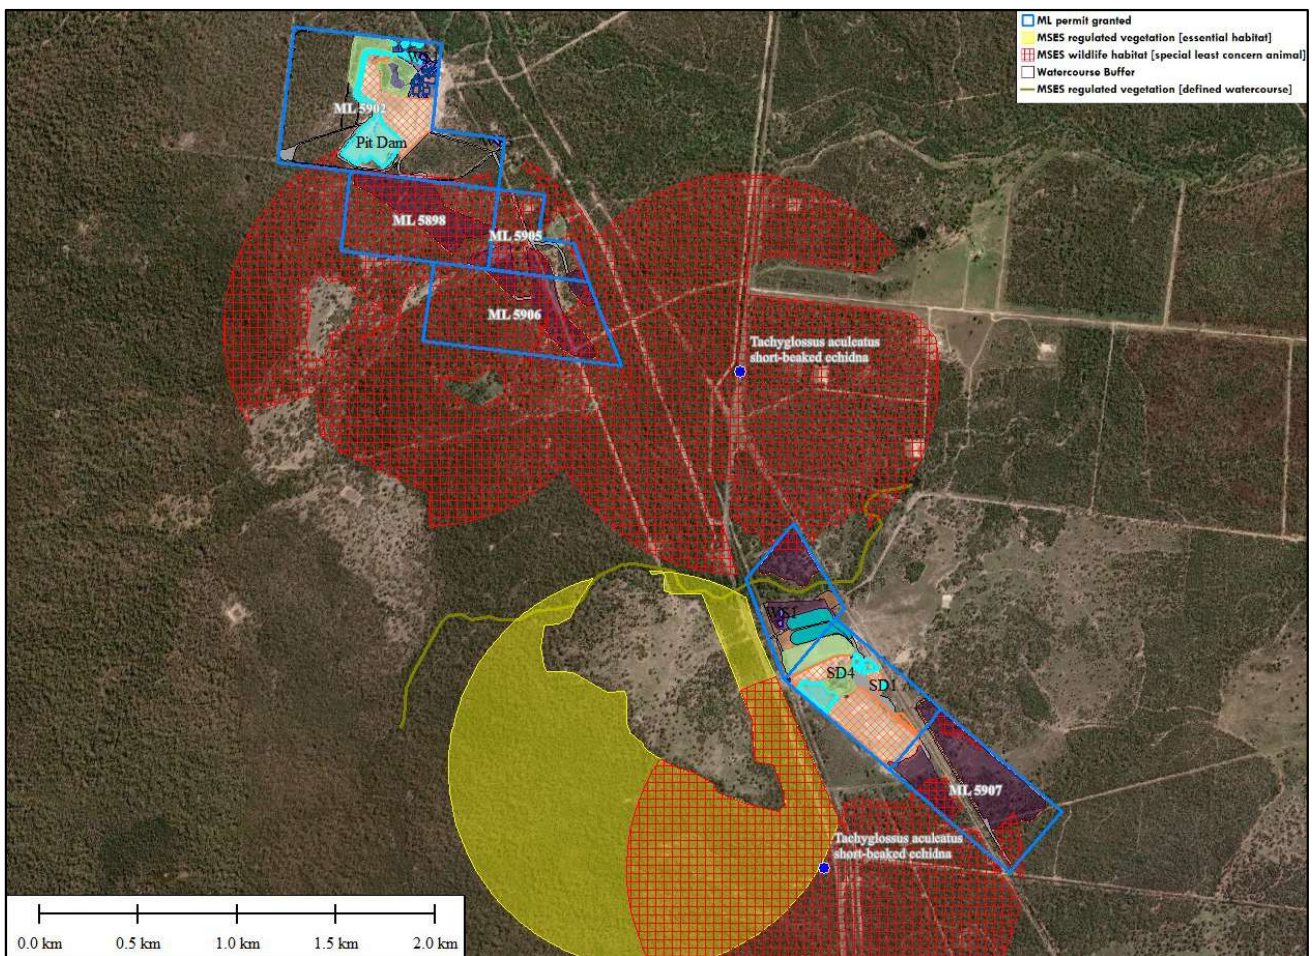 ML permit granted
MSES regulated vegetation [essential habitat]
MSES wildlife habitat [special least concern animal]
Watercourse Buffer
MSES regulated vegetation [defined watercourse]
ML 5902
Pit Dam
ML 5898
ML 5905
ML 5906
Tachyglossus aculeatus
short-beaked echidna
SD4
SD1
ML 5907
Tachyglossus aculeatus
short-beaked echidna
0.0 km
0.5 km
1.0 km
1.5 km
2.0 km